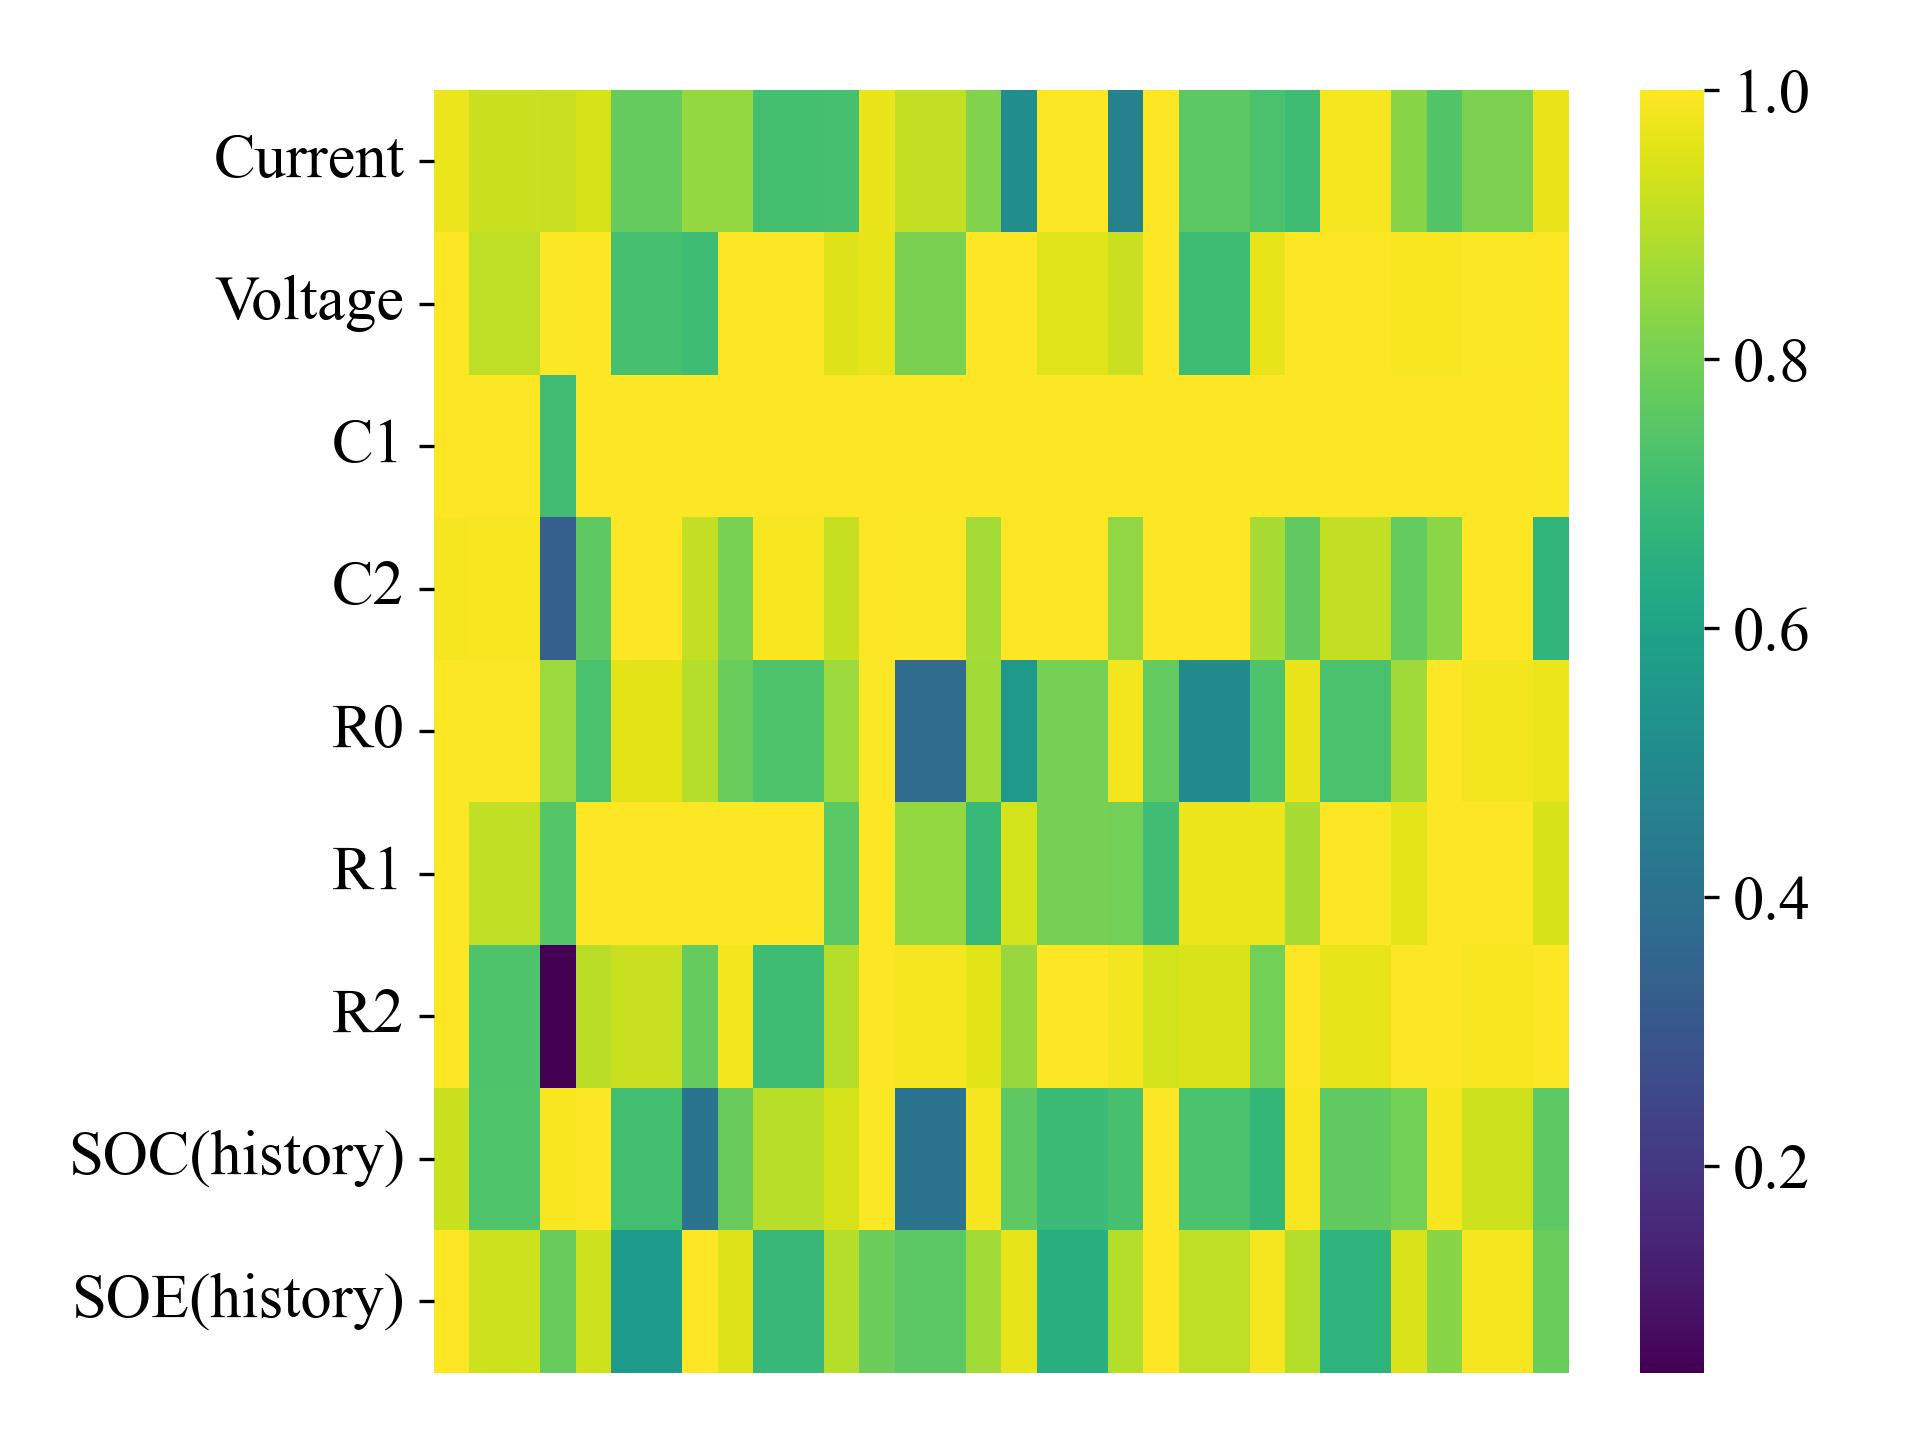 Current
Voltage
C1
C2
R0
R1
R2
SOC(history)
SOE(history)
1.0
0.8
0.6
0.4
0.2